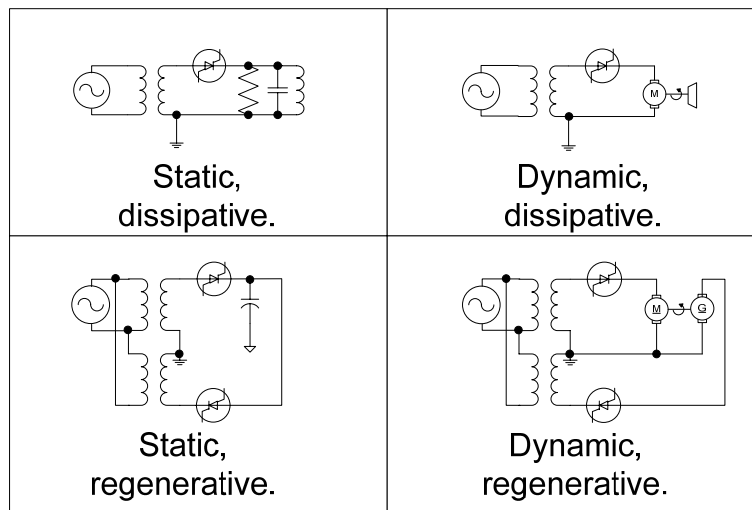 M
Static,
dissipative.
Dynamic,
dissipative.
M
G
Static,
regenerative.
Dynamic,
regenerative.